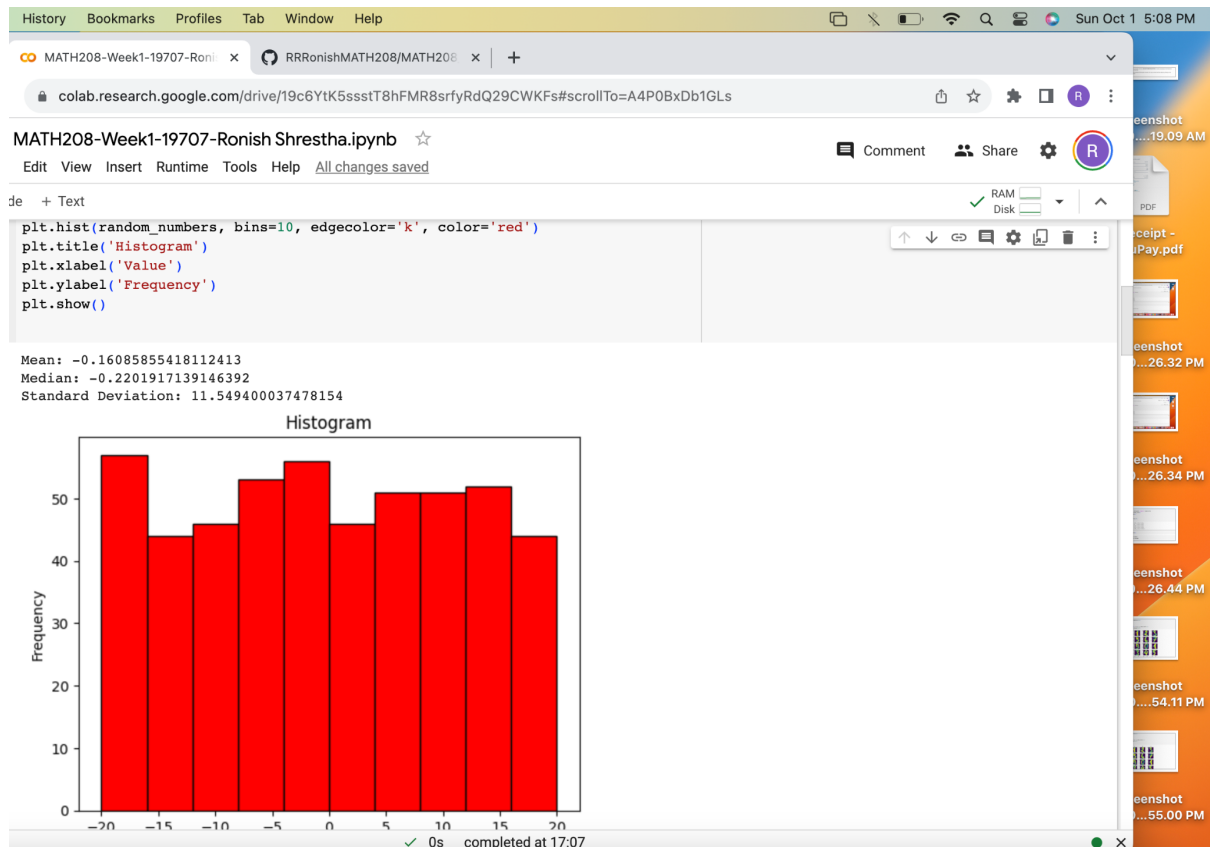 History Bookmarks Profiles Tab Window Help Sun Oct 1 5:08 PM
MATH208-Week1-19707-Roni RRRonishMATH208/MATH208
colab.research.google.com/drive/19c6YtK5ssstT8hFMR8srfyRdQ29CWKFs#scrollTo=A4P0BxDb1GLs R
MATH208-Week1-19707-Ronish Shrestha.ipynb
Comment Share R
Edit View Insert Runtime Tools Help All changes saved
de + Text RAM
Disk
plt.hist(random_numbers, bins=10, edgecolor='k', color='red')
plt.title('Histogram')
plt.xlabel('Value')
plt.ylabel('Frequency')
plt.show()
Mean: -0.16085855418112413
Median: -0.2201917139146392
Standard Deviation: 11.549400037478154
Histogram
50
40
30
20
10
0
Frequency
-20 -15 -10 -5 0 5 10 15 20
0s completed at 17:07
eenshot
....19.09 AM
PDF
ceipt -
uPay.pdf
eenshot
...26.32 PM
eenshot
...26.34 PM
eenshot
...26.44 PM
eenshot
....54.11 PM
eenshot
...55.00 PM